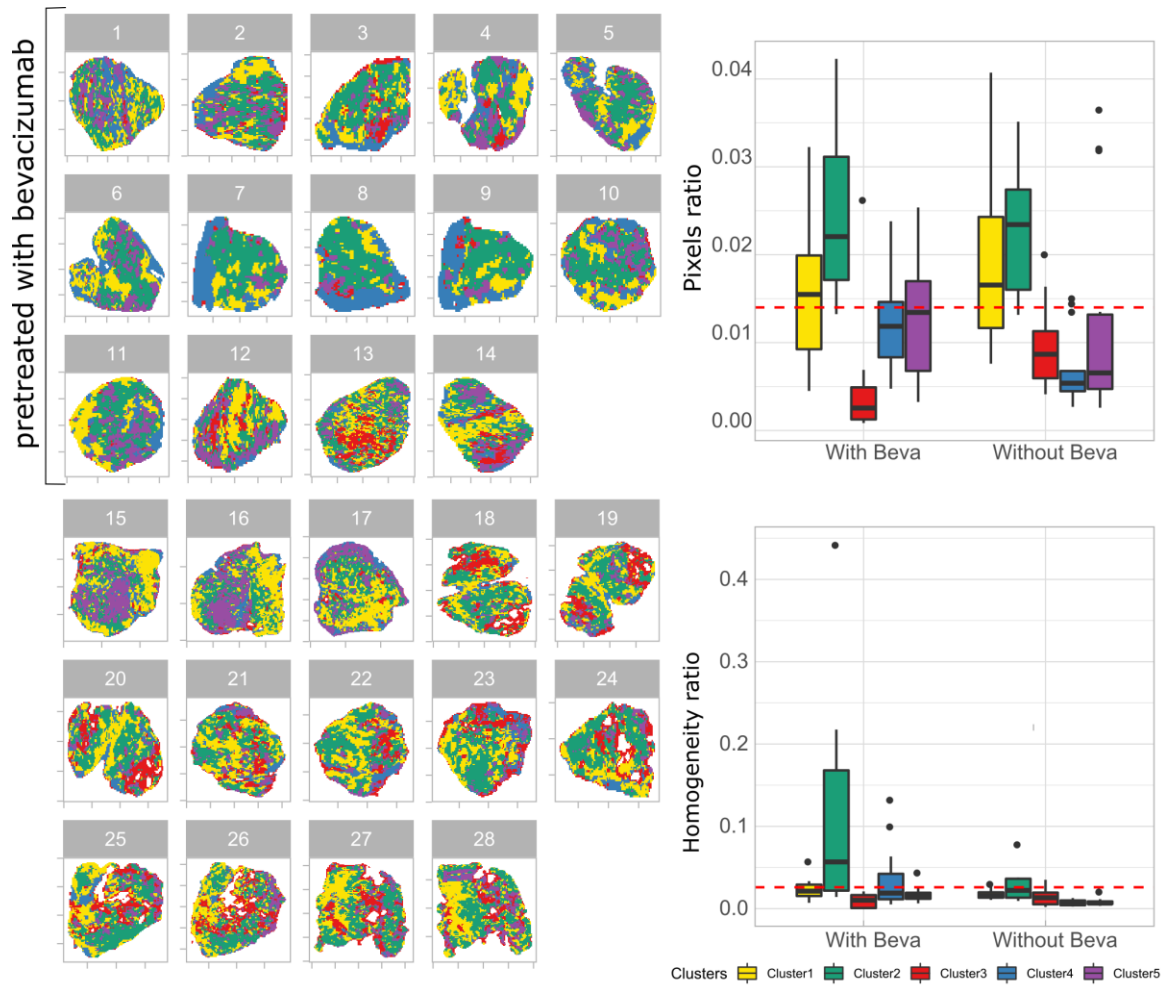 pretreated with bevacizumab
1 2 3 4 5
6 7 8 9 10
11 12 13 14
15 16 17 18 19
20 21 22 23 24
25 26 27 28
Pixels ratio
0.04
0.03
0.02
0.01
0.00
With Beva Without Beva
Homogeneity ratio
0.4
0.3
0.2
0.1
0.0
With Beva Without Beva
Clusters Cluster1 Cluster2 Cluster3 Cluster4 Cluster5